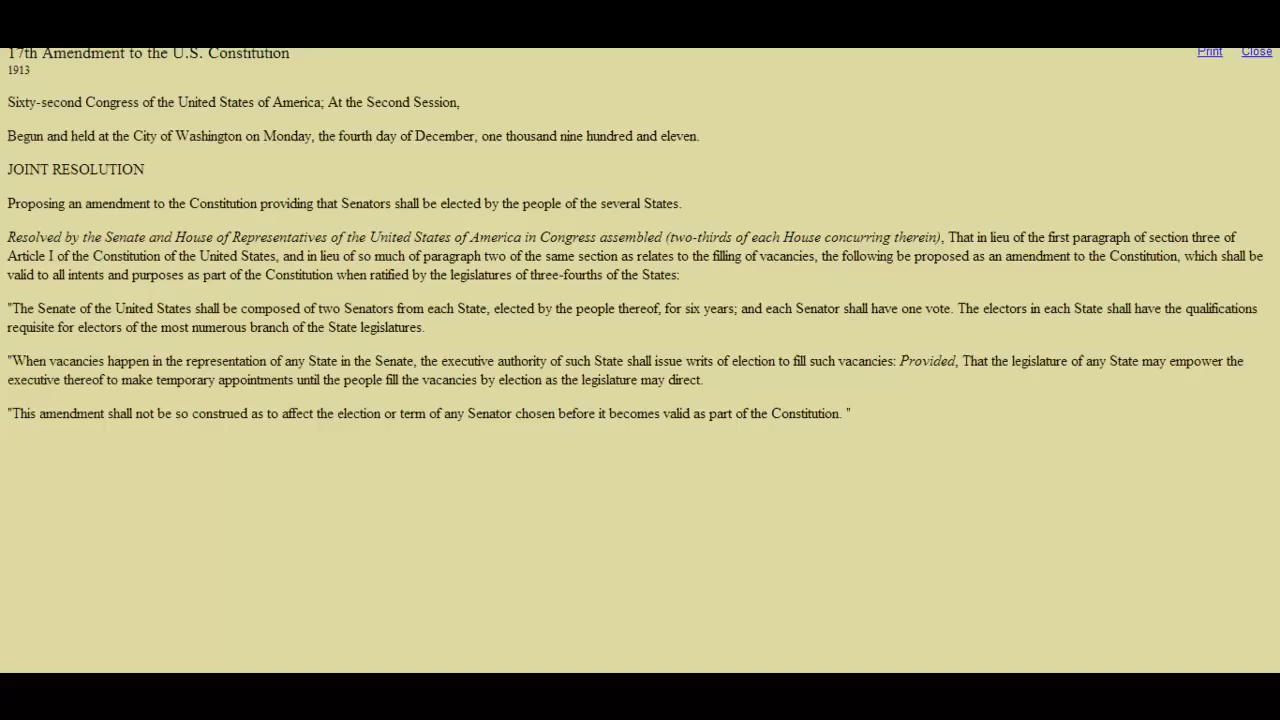 17th Amendment to the U.S. Constitution
Print Close
1913
Sixty-second Congress of the United States of America; At the Second Session,
Begun and held at the City of Washington on Monday, the fourth day of December, one thousand nine hundred and eleven.
JOINT RESOLUTION
Proposing an amendment to the Constitution providing that Senators shall be elected by the people of the several States.
Resolved by the Senate and House of Representatives of the United States of America in Congress assembled (two-thirds of each House concurring therein), That in lieu of the first paragraph of section three of
Article I of the Constitution of the United States, and in lieu of so much of paragraph two of the same section as relates to the filling of vacancies, the following be proposed as an amendment to the Constitution, which shall be
valid to all intents and purposes as part of the Constitution when ratified by the legislatures of three-fourths of the States:
"The Senate of the United States shall be composed of two Senators from each State, elected by the people thereof, for six years; and each Senator shall have one vote. The electors in each State shall have the qualifications
requisite for electors of the most numerous branch of the State legislatures.
"When vacancies happen in the representation of any State in the Senate, the executive authority of such State shall issue writs of election to fill such vacancies: Provided, That the legislature of any State may empower the
executive thereof to make temporary appointments until the people fill the vacancies by election as the legislature may direct.
"This amendment shall not be so construed as to affect the election or term of any Senator chosen before it becomes valid as part of the Constitution. "